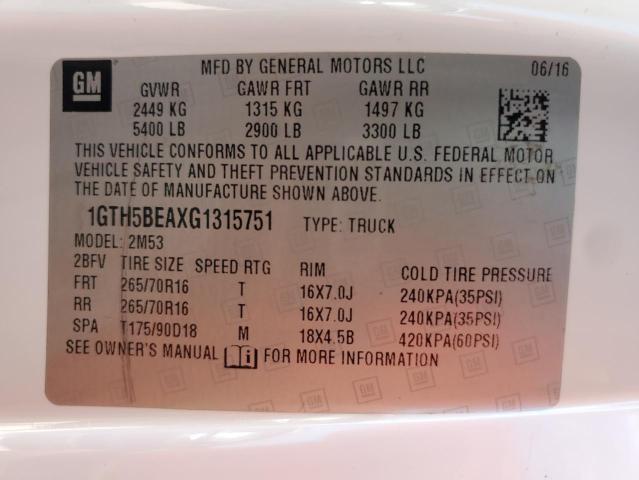 GM MFD BY GENERAL MOTORS LLC 06/16
GVWR GAWR FRT GAWR RR
2449 KG 1315 KG 1497 KG
5400 LB 2900 LB 3300 LB
THIS VEHICLE CONFORMS TO ALL APPLICABLE U.S. FEDERAL MOTOR
VEHICLE SAFETY AND THEFT PREVENTION STANDARDS IN EFFECT ON
THE DATE OF MANUFACTURE SHOWN ABOVE.
1GTH5BEAXG1315751 TYPE: TRUCK
MODEL: 2M53
2BFV TIRE SIZE SPEED RTG RIM COLD TIRE PRESSURE
FRT 265/70R16 T 16X7.0J 240KPA(35PSI)
RR 265/70R16 T 16X7.0J 240KPA(35PSI)
SPA T175/90D18 M 18X4.5B 420KPA(60PSI)
SEE OWNER'S MANUAL FOR MORE INFORMATION